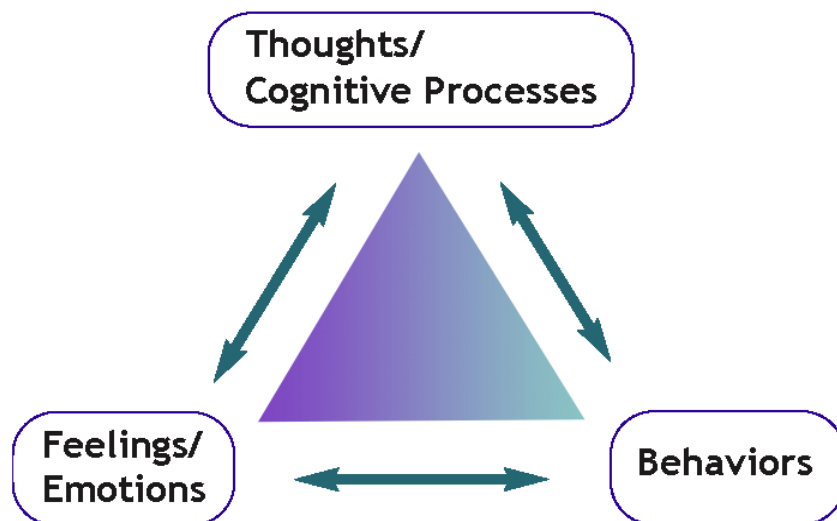 Thoughts/
Cognitive Processes
Feelings/
Emotions
Behaviors